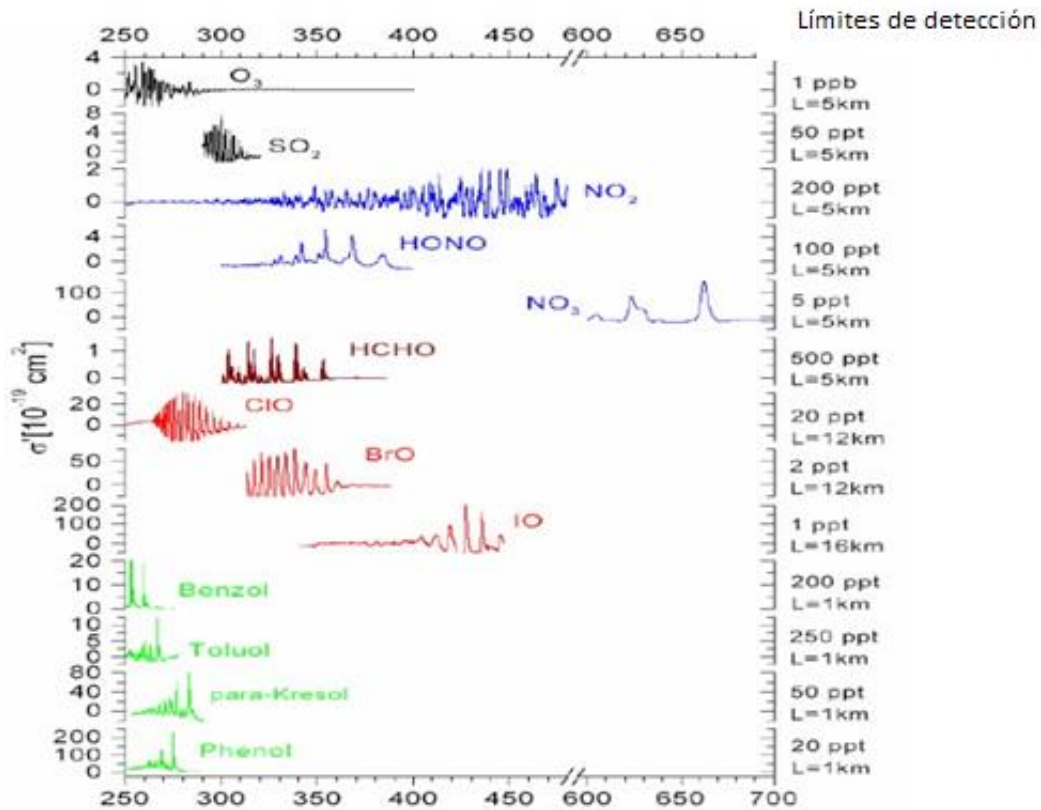 Límites de detección
250 300 350 400 450 600 650
4
0
O₃
1 ppb
L=5km
8
4
0
SO₂
50 ppt
L=5km
2
0
NO₂
200 ppt
L=5km
4
0
HONO
100 ppt
L=5km
100
0
NO₃
5 ppt
L=5km
1
0
HCHO
500 ppt
L=5km
σ'[10⁻¹⁹ cm²]
20
0
ClO
20 ppt
L=12km
50
0
BrO
2 ppt
L=12km
200
100
0
IO
1 ppt
L=16km
20
10
0
Benzol
200 ppt
L=1km
10
5
0
Toluol
250 ppt
L=1km
80
40
0
para-Kresol
50 ppt
L=1km
200
100
0
Phenol
20 ppt
L=1km
250 300 350 400 450 600 650 700